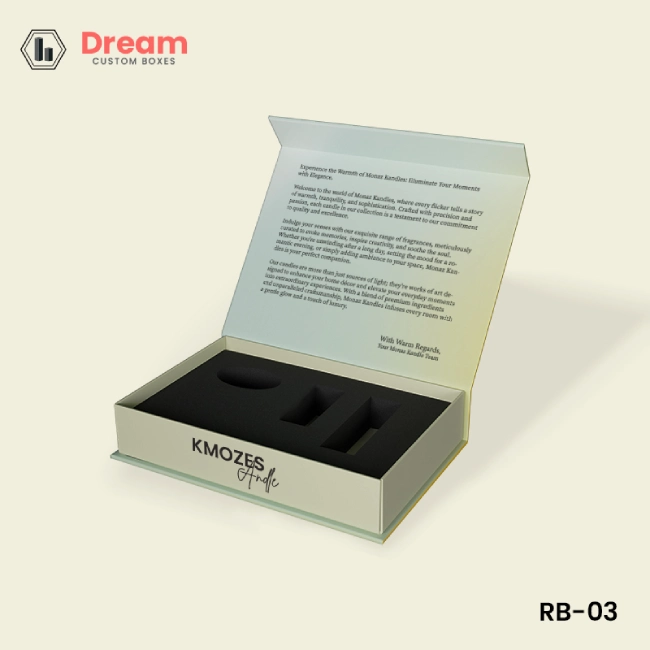 Dream
CUSTOM BOXES
Experience the Warmth of Monaz Kandles: Illuminate Your Moments
with Elegance.
Welcome to the world of Monaz Kandles, where every flicker tells a story
of warmth, tranquility, and sophistication. Crafted with precision and
passion, each candle in our collection is a testament to our commitment
to quality and excellence.
Indulge your senses with our exquisite range of fragrances, meticulously
curated to evoke memories, inspire creativity, and soothe the soul.
Whether you're unwinding after a long day, setting the mood for a ro-
mantic evening, or simply adding ambiance to your space, Monaz Kan-
dles is your perfect companion.
Our candles are more than just sources of light; they're works of art de-
signed to enhance your home décor and elevate your everyday moments
into extraordinary experiences. With a blend of premium ingredients
and unparalleled craftsmanship, Monaz Kandles infuses every room with
a gentle glow and a touch of luxury.
With Warm Regards,
Your Monaz Kandle Team
KMOZES
Andle
RB-03